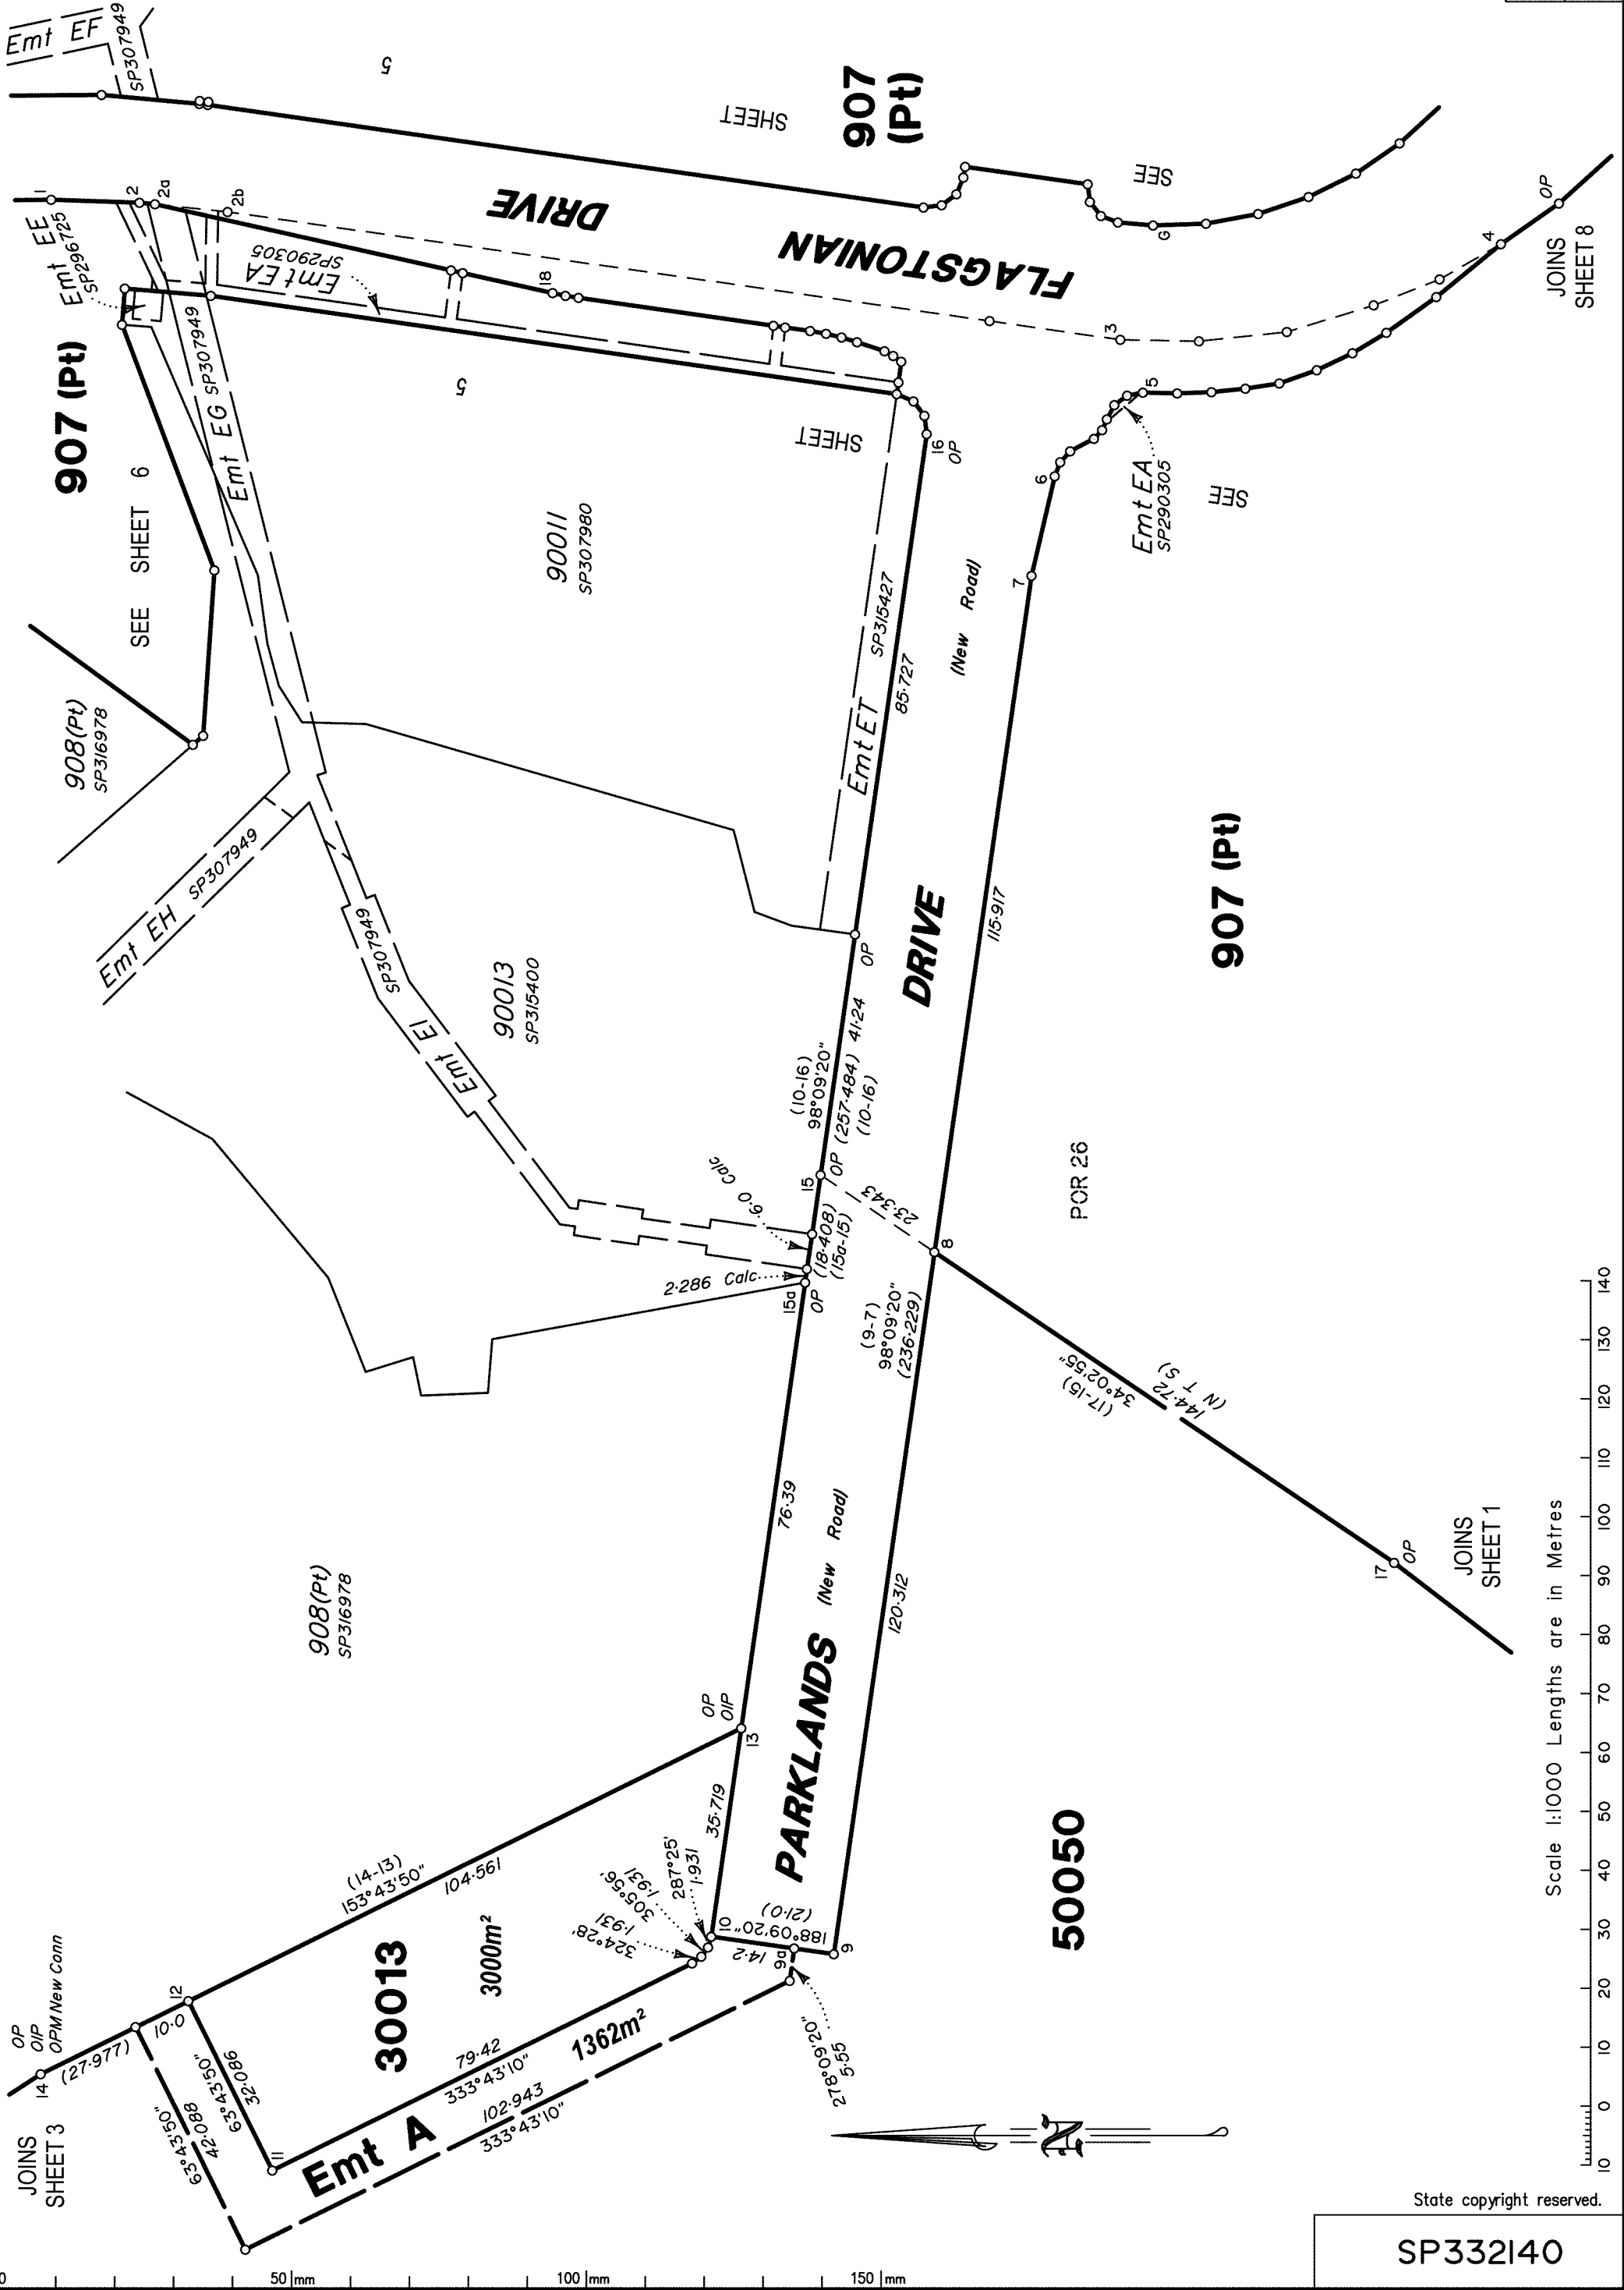 Emt EF
SP307949
5
SHEET
907
(Pt)
SEE
1
2
2a
2b
Emt EE
SP296725
Emt EA
SP290305
18
DRIVE
FLAGSTONIAN
3
4
OP
JOINS
SHEET 8
907 (Pt)
SEE SHEET 6
Emt EG SP307949
5
SHEET
16
OP
5
6
7
Emt EA
SP290305
SEE
G
908(Pt)
SP316978
90011
SP307980
Emt ET
SP315427
85·727
(New Road)
Emt EH SP307949
SP307949
Emt EI
90013
SP315400
OP
41·24
(10-16)
98°09'20"
(257·484)
(10-16)
DRIVE
115·917
907 (Pt)
6·0 Calc
2·286 Calc
15
OP
(18·408)
(15a-15)
15a
OP
23·343
8
POR 26
(9-7)
98°09'20"
(236·229)
(17-15)
34°02'55"
144·72
(N T S)
17
OP
JOINS
SHEET 1
908(Pt)
SP316978
76·39
PARKLANDS (New Road)
120·312
OP
OIP
13
35·719
(14-13)
153°43'50"
104·561
287°25'
1·931
305°56'
1·931
324°28'
1·931
10
188°09'20"
(21·0)
14·2
9a
9
278°09'20"
5·55
50050
30013
3000m²
OP
OIP
OPM New Conn
14
(27·977)
12
10·0
JOINS
SHEET 3
63°43'50"
42·088
63°43'50"
32·086
11
79·42
333°43'10"
Emt A
1362m²
102·943
333°43'10"
N
Scale 1:1000 Lengths are in Metres
10 0 10 20 30 40 50 60 70 80 90 100 110 120 130 140
State copyright reserved.
SP332140
0 50 mm 100 mm 150 mm